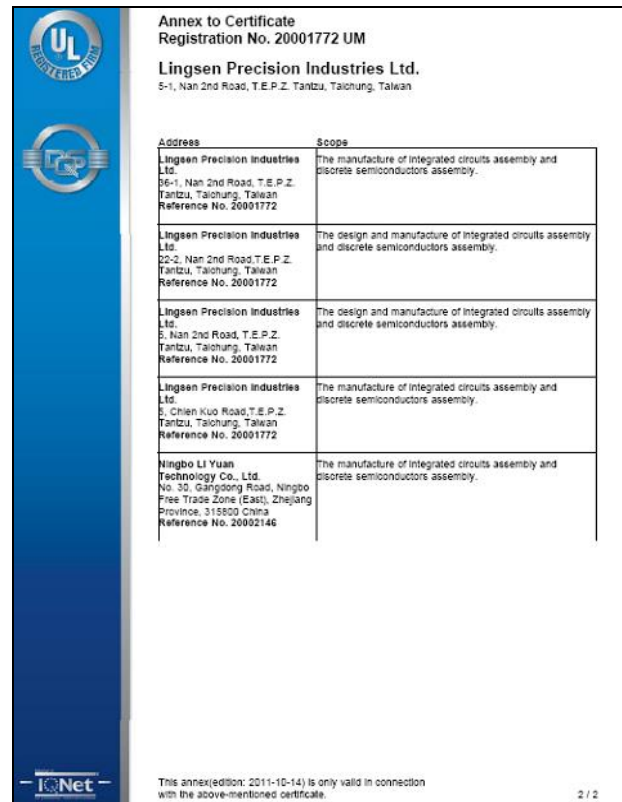 UL
REGISTERED FIRM
DQS
Annex to Certificate
Registration No. 20001772 UM
Lingsen Precision Industries Ltd.
5-1, Nan 2nd Road, T.E.P.Z. Tantzu, Taichung, Taiwan
Address Scope
Lingsen Precision Industries
Ltd.
36-1, Nan 2nd Road, T.E.P.Z.
Tantzu, Taichung, Taiwan
Reference No. 20001772
The manufacture of integrated circuits assembly and
discrete semiconductors assembly.
Lingsen Precision Industries
Ltd.
22-2, Nan 2nd Road,T.E.P.Z.
Tantzu, Taichung, Taiwan
Reference No. 20001772
The design and manufacture of integrated circuits assembly
and discrete semiconductors assembly.
Lingsen Precision Industries
Ltd.
5, Nan 2nd Road, T.E.P.Z.
Tantzu, Taichung, Taiwan
Reference No. 20001772
The design and manufacture of integrated circuits assembly
and discrete semiconductors assembly.
Lingsen Precision Industries
Ltd.
5, Chien Kuo Road,T.E.P.Z.
Tantzu, Taichung, Taiwan
Reference No. 20001772
The manufacture of integrated circuits assembly and
discrete semiconductors assembly.
Ningbo Li Yuan
Technology Co., Ltd.
No. 30, Gangdong Road, Ningbo
Free Trade Zone (East), Zhejiang
Province, 315800 China
Reference No. 20002146
The manufacture of integrated circuits assembly and
discrete semiconductors assembly.
IQNet
This annex(edition: 2011-10-14) is only valid in connection
with the above-mentioned certificate.
2 / 2